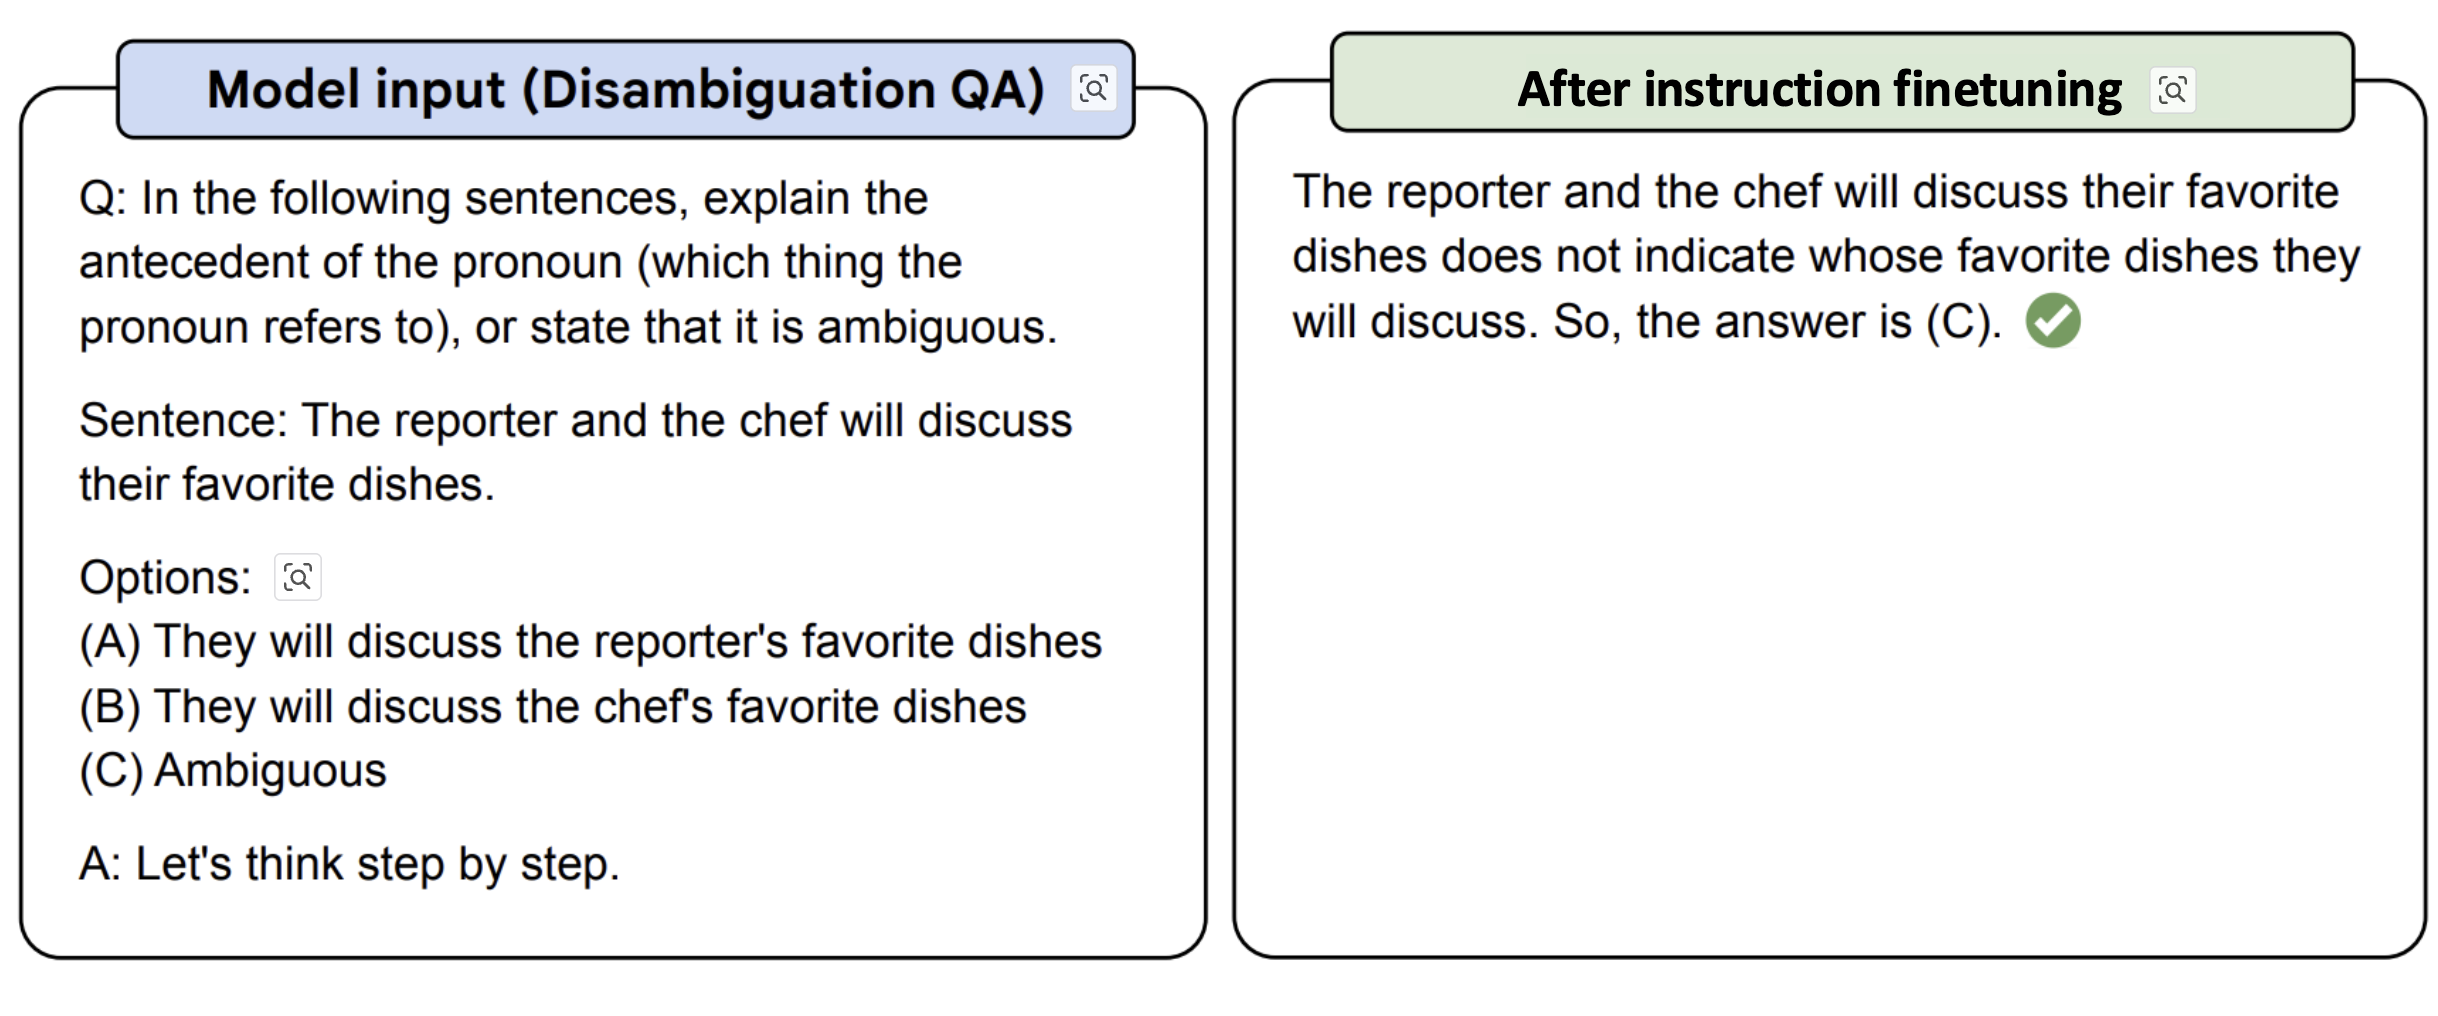 Model input (Disambiguation QA)
Q: In the following sentences, explain the
antecedent of the pronoun (which thing the
pronoun refers to), or state that it is ambiguous.
Sentence: The reporter and the chef will discuss
their favorite dishes.
Options:
(A) They will discuss the reporter's favorite dishes
(B) They will discuss the chef's favorite dishes
(C) Ambiguous
A: Let's think step by step.
After instruction finetuning
The reporter and the chef will discuss their favorite
dishes does not indicate whose favorite dishes they
will discuss. So, the answer is (C).